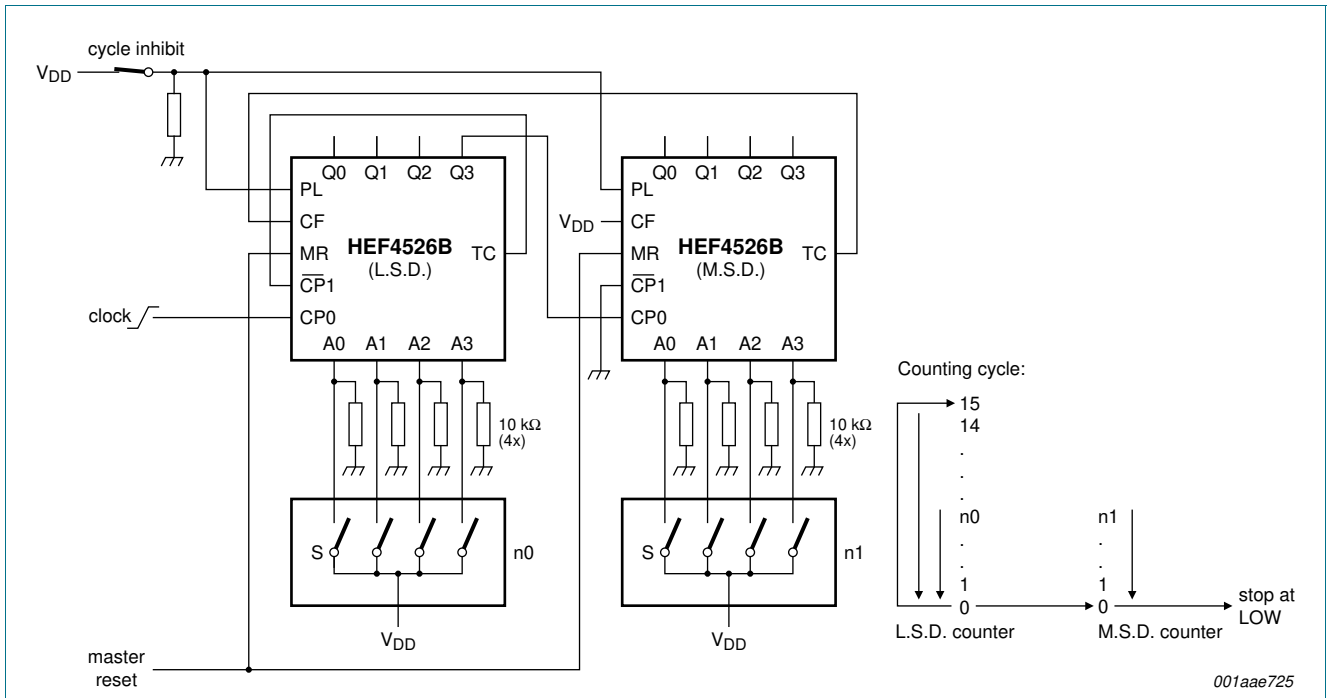 cycle inhibit
VDD
Q0 Q1 Q2 Q3
PL
CF
MR
CP1
CP0
HEF4526B
(L.S.D.)
TC
A0 A1 A2 A3
clock
10 kΩ
(4x)
S
n0
VDD
master
reset
Q0 Q1 Q2 Q3
PL
VDD
CF
MR
CP1
CP0
HEF4526B
(M.S.D.)
TC
A0 A1 A2 A3
10 kΩ
(4x)
S
n1
VDD
Counting cycle:
15
14
.
.
.
n0 n1
. .
. .
1 1
0 0
stop at
LOW
L.S.D. counter M.S.D. counter
001aae725